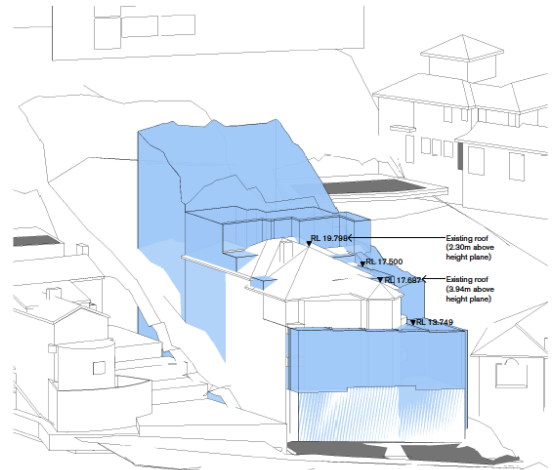 RL 19.798
Existing roof
(2.30m above
height plane)
RL 17.500
RL 17.687
Existing roof
(3.94m above
height plane)
RL 13.749